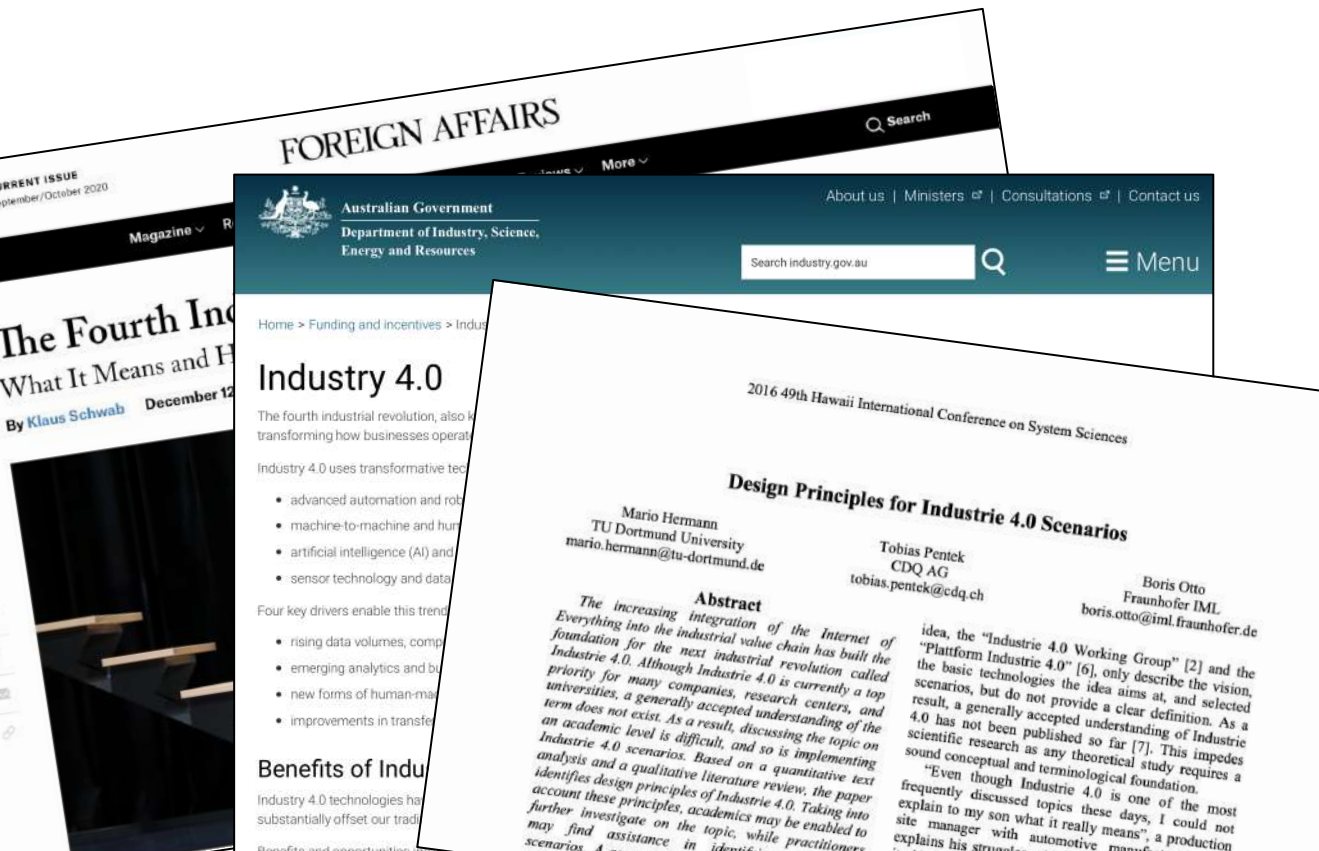 FOREIGN AFFAIRS
Search
ISSUE
2020
Magazine
More
The Fourth
What It Means and
By Klaus Schwab December 12
Australian Government
Department of Industry, Science,
Energy and Resources
About us | Ministers | Consultations | Contact us
Search industry.gov.au
Menu
Home > Funding and incentives >
Industry 4.0
The fourth industrial revolution, also
transforming how businesses
Industry 4.0 uses transformative
• advanced automation and
• machine-to-machine and
• artificial intelligence (AI) and
• sensor technology and data
Four key drivers enable this trend
• rising data volumes,
• emerging analytics and
• new forms of
• improvements in
Benefits of
Industry 4.0 technologies
substantially offset our
2016 49th Hawaii International Conference on System Sciences
Design Principles for Industrie 4.0 Scenarios
Mario Hermann
TU Dortmund University
mario.hermann@tu-dortmund.de
Tobias Pentek
CDQ AG
tobias.pentek@cdq.ch
Boris Otto
Fraunhofer IML
boris.otto@iml.fraunhofer.de
Abstract
The increasing integration of the Internet of
Everything into the industrial value chain has built the
foundation for the next industrial revolution called
Industrie 4.0. Although Industrie 4.0 is currently a top
priority for many companies, research centers, and
universities, a generally accepted understanding of the
term does not exist. As a result, discussing the topic on
an academic level is difficult, and so is implementing
Industrie 4.0 scenarios. Based on a quantitative text
analysis and a qualitative literature review, the paper
identifies design principles of Industrie 4.0. Taking into
account these principles, academics may be enabled to
further investigate on the topic, while practitioners
may find assistance in
scenarios.
idea, the “Industrie 4.0 Working Group” [2] and the
“Plattform Industrie 4.0” [6], only describe the vision,
the basic technologies the idea aims at, and selected
scenarios, but do not provide a clear definition. As a
result, a generally accepted understanding of Industrie
4.0 has not been published so far [7]. This impedes
scientific research as any theoretical study requires a
sound conceptual and terminological foundation.
“Even though Industrie 4.0 is one of the most
frequently discussed topics these days, I could not
explain to my son what it really means”, a production
site manager with automotive
explains his